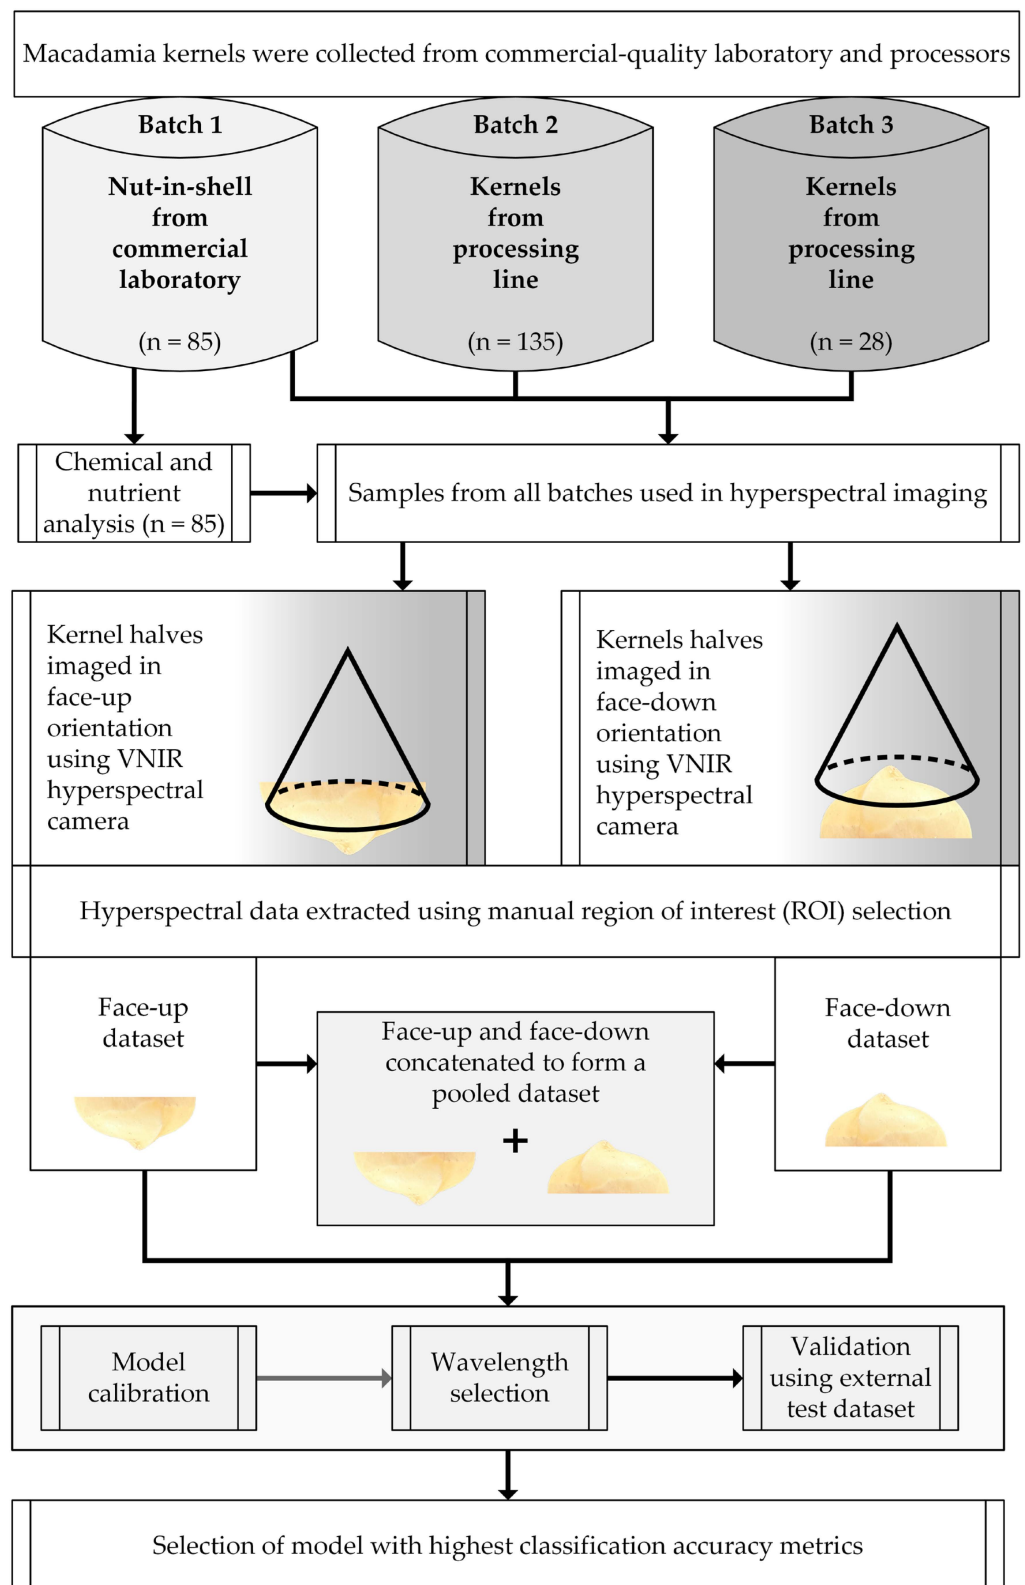 Macadamia kernels were collected from commercial-quality laboratory and processors
Batch 1
Nut-in-shell
from
commercial
laboratory
(n = 85)
Batch 2
Kernels
from
processing
line
(n = 135)
Batch 3
Kernels
from
processing
line
(n = 28)
Chemical and
nutrient
analysis (n = 85)
Samples from all batches used in hyperspectral imaging
Kernel halves
imaged in
face-up
orientation
using VNIR
hyperspectral
camera
Kernels halves
imaged in
face-down
orientation
using VNIR
hyperspectral
camera
Hyperspectral data extracted using manual region of interest (ROI) selection
Face-up
dataset
Face-up and face-down
concatenated to form a
pooled dataset
+
Face-down
dataset
Model
calibration
Wavelength
selection
Validation
using external
test dataset
Selection of model with highest classification accuracy metrics